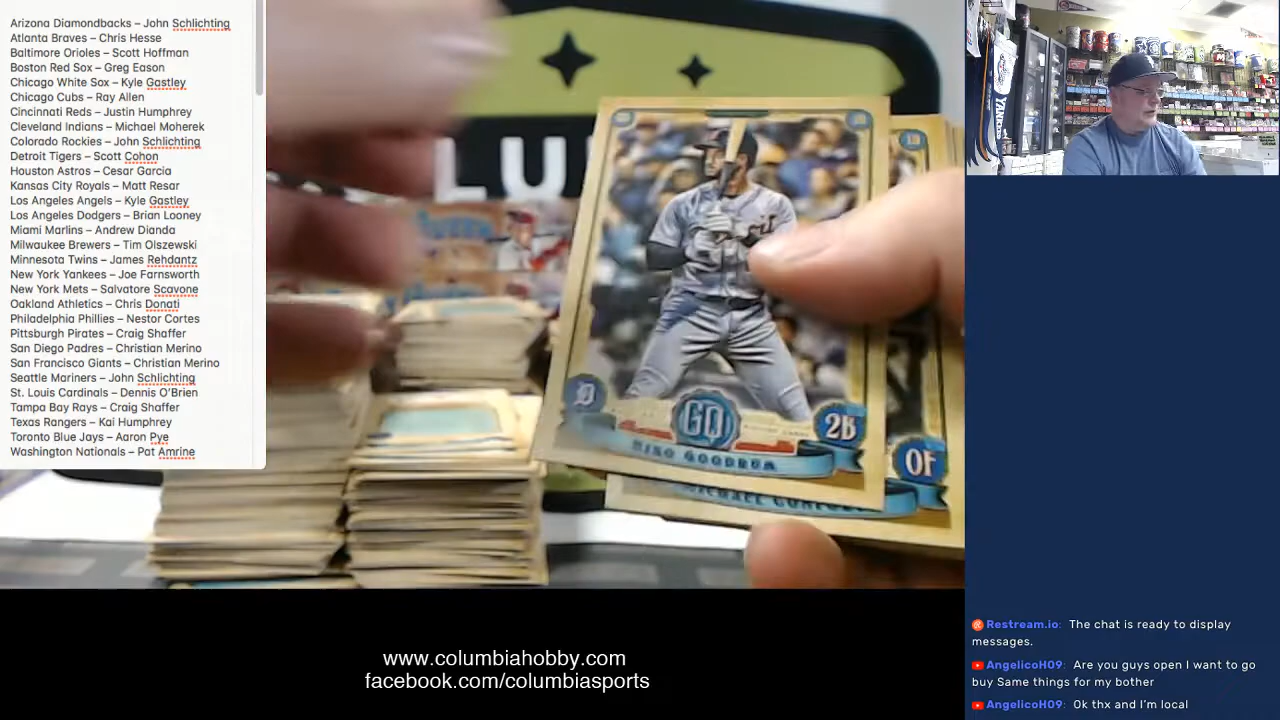 Arizona Diamondbacks – John Schlichting
Atlanta Braves – Chris Hesse
Baltimore Orioles – Scott Hoffman
Boston Red Sox – Greg Eason
Chicago White Sox – Kyle Gastley
Chicago Cubs – Ray Allen
Cincinnati Reds – Justin Humphrey
Cleveland Indians – Michael Moherek
Colorado Rockies – John Schlichting
Detroit Tigers – Scott Cohon
Houston Astros – Cesar Garcia
Kansas City Royals – Matt Resar
Los Angeles Angels – Kyle Gastley
Los Angeles Dodgers – Brian Looney
Miami Marlins – Andrew Dianda
Milwaukee Brewers – Tim Olszewski
Minnesota Twins – James Rehdantz
New York Yankees – Joe Farnsworth
New York Mets – Salvatore Scavone
Oakland Athletics – Chris Donati
Philadelphia Phillies – Nestor Cortes
Pittsburgh Pirates – Craig Shaffer
San Diego Padres – Christian Merino
San Francisco Giants – Christian Merino
Seattle Mariners – John Schlichting
St. Louis Cardinals – Dennis O'Brien
Tampa Bay Rays – Craig Shaffer
Texas Rangers – Kai Humphrey
Toronto Blue Jays – Aaron Pye
Washington Nationals – Pat Amrine
LU
GQ
2B
NIKO GOODRUM
OF
www.columbiahobby.com
facebook.com/columbiasports
Restream.io: The chat is ready to display
messages.
AngelicoH09: Are you guys open I want to go
buy Same things for my bother
AngelicoH09: Ok thx and I'm local